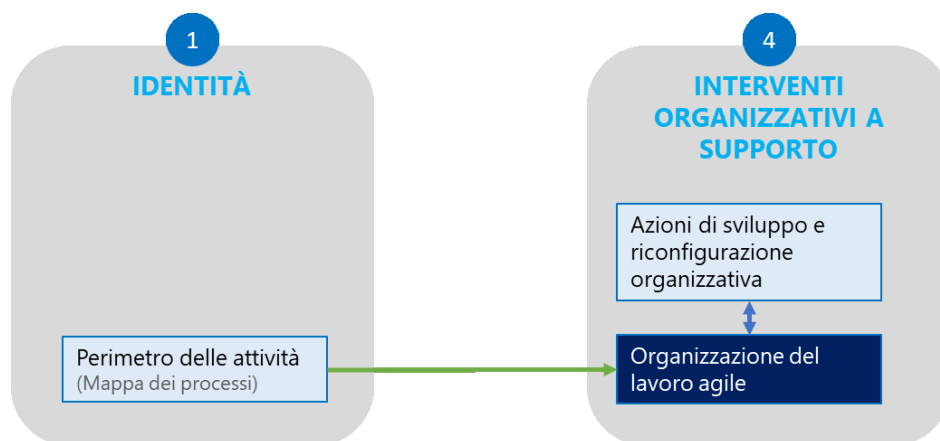 1
IDENTITÀ
Perimetro delle attività
(Mappa dei processi)
4
INTERVENTI
ORGANIZZATIVI A
SUPPORTO
Azioni di sviluppo e
riconfigurazione
organizzativa
Organizzazione del
lavoro agile